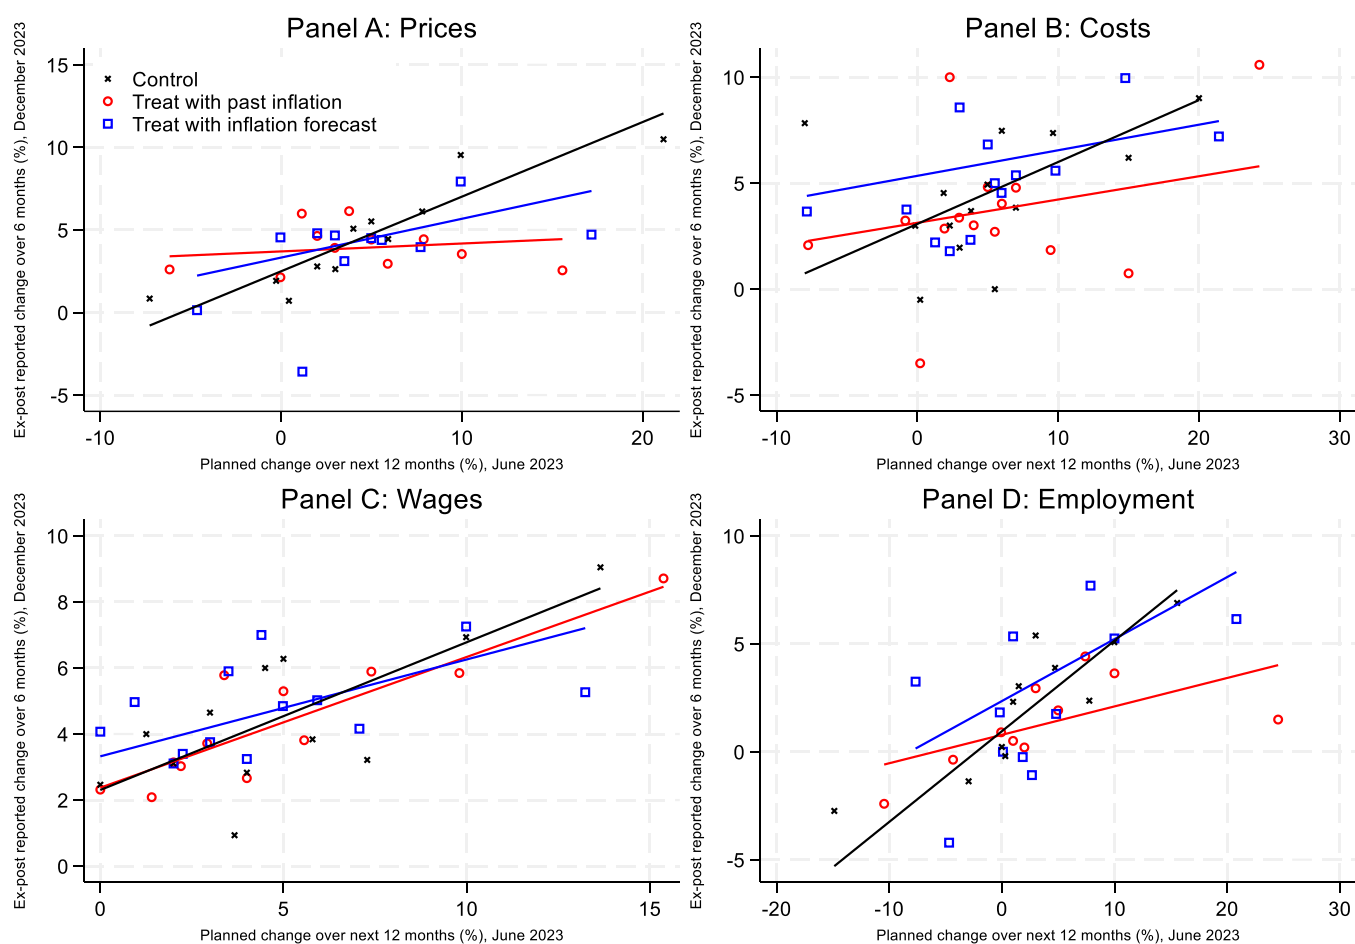 Panel A: Prices
Ex-post reported change over 6 months (%), December 2023
15
10
5
0
-5
Control
Treat with past inflation
Treat with inflation forecast
-10 0 10 20
Planned change over next 12 months (%), June 2023
Panel B: Costs
Ex-post reported change over 6 months (%), December 2023
10
5
0
-5
-10 0 10 20 30
Planned change over next 12 months (%), June 2023
Panel C: Wages
Ex-post reported change over 6 months (%), December 2023
10
8
6
4
2
0
0 5 10 15
Planned change over next 12 months (%), June 2023
Panel D: Employment
Ex-post reported change over 6 months (%), December 2023
10
5
0
-5
-20 -10 0 10 20 30
Planned change over next 12 months (%), June 2023